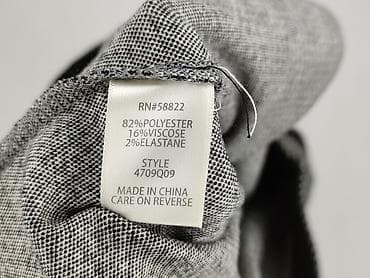 RN#58822
82%POLYESTER
16%VISCOSE
2%ELASTANE
STYLE
4709Q09
MADE IN CHINA
CARE ON REVERSE